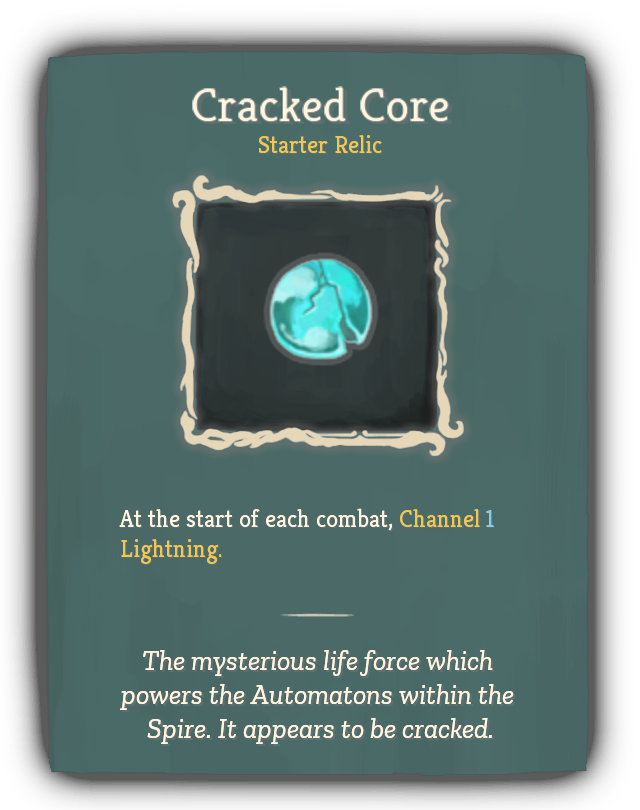 Cracked Core
Starter Relic
At the start of each combat, Channel 1
Lightning.
The mysterious life force which
powers the Automatons within the
Spire. It appears to be cracked.